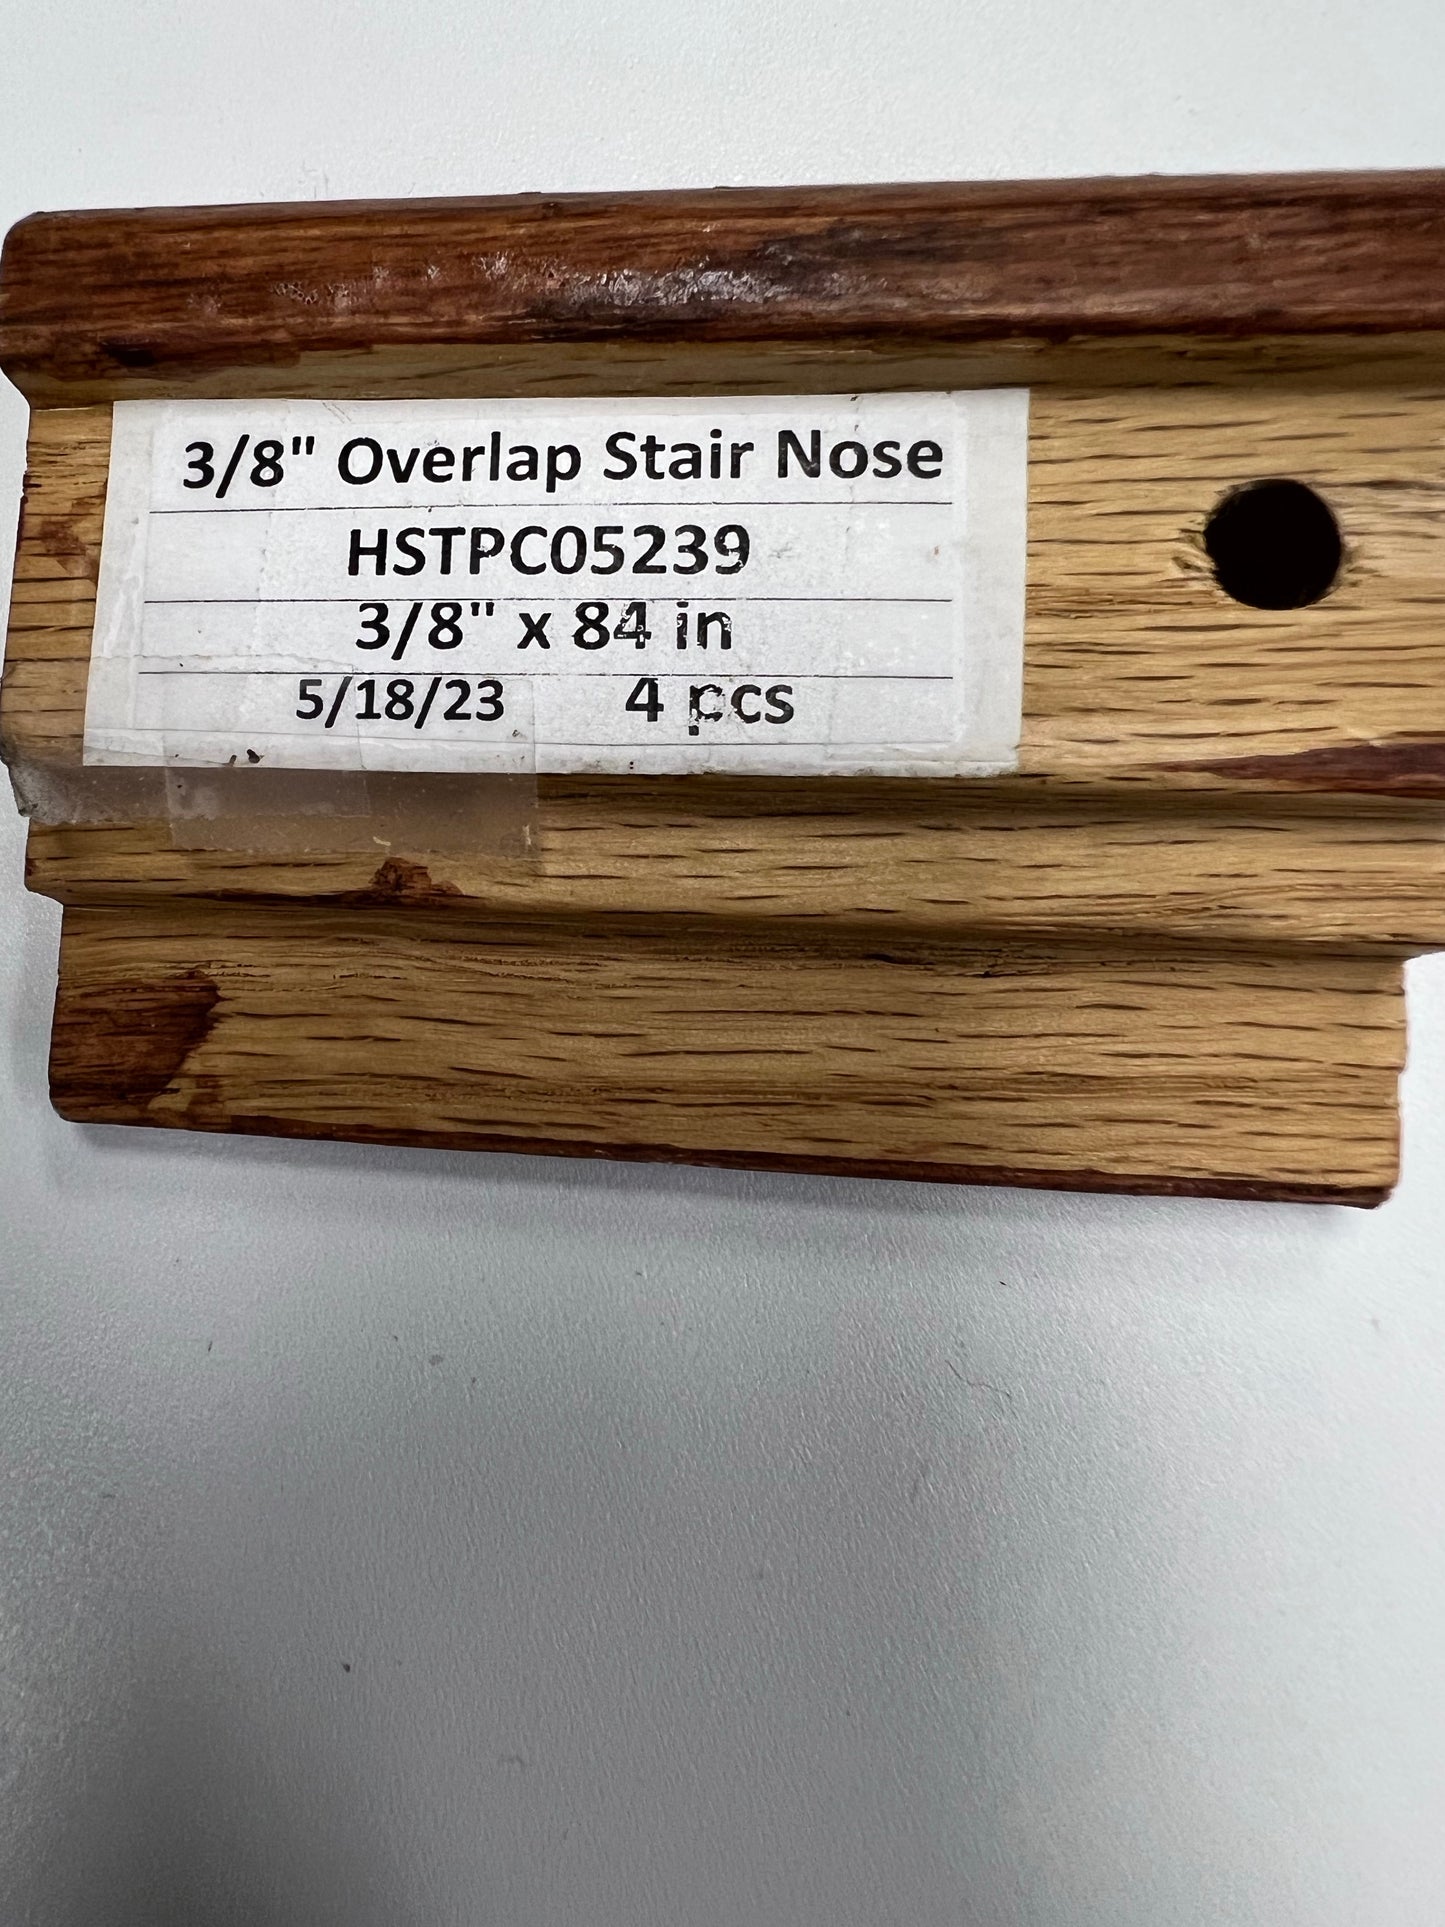 3/8" Overlap Stair Nose
HSTPC05239
3/8" x 84 in
5/18/23 4 pcs